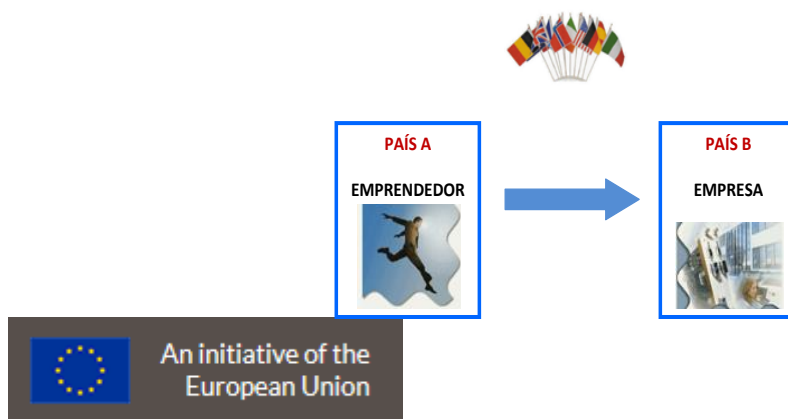 PAÍS A
EMPRENDEDOR
PAÍS B
EMPRESA
An initiative of the
European Union